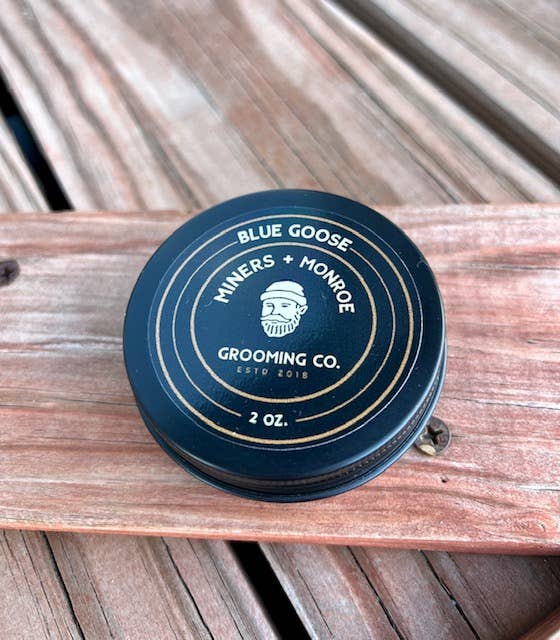 BLUE GOOSE
MINERS + MONROE
GROOMING CO.
ESTD 2018
2 OZ.